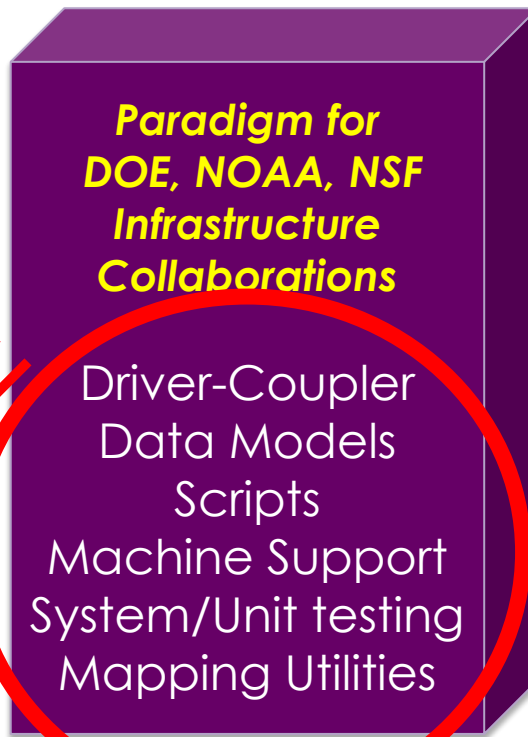 Paradigm for
DOE, NOAA, NSF
Infrastructure
Collaborations
Driver-Coupler
Data Models
Scripts
Machine Support
System/Unit testing
Mapping Utilities